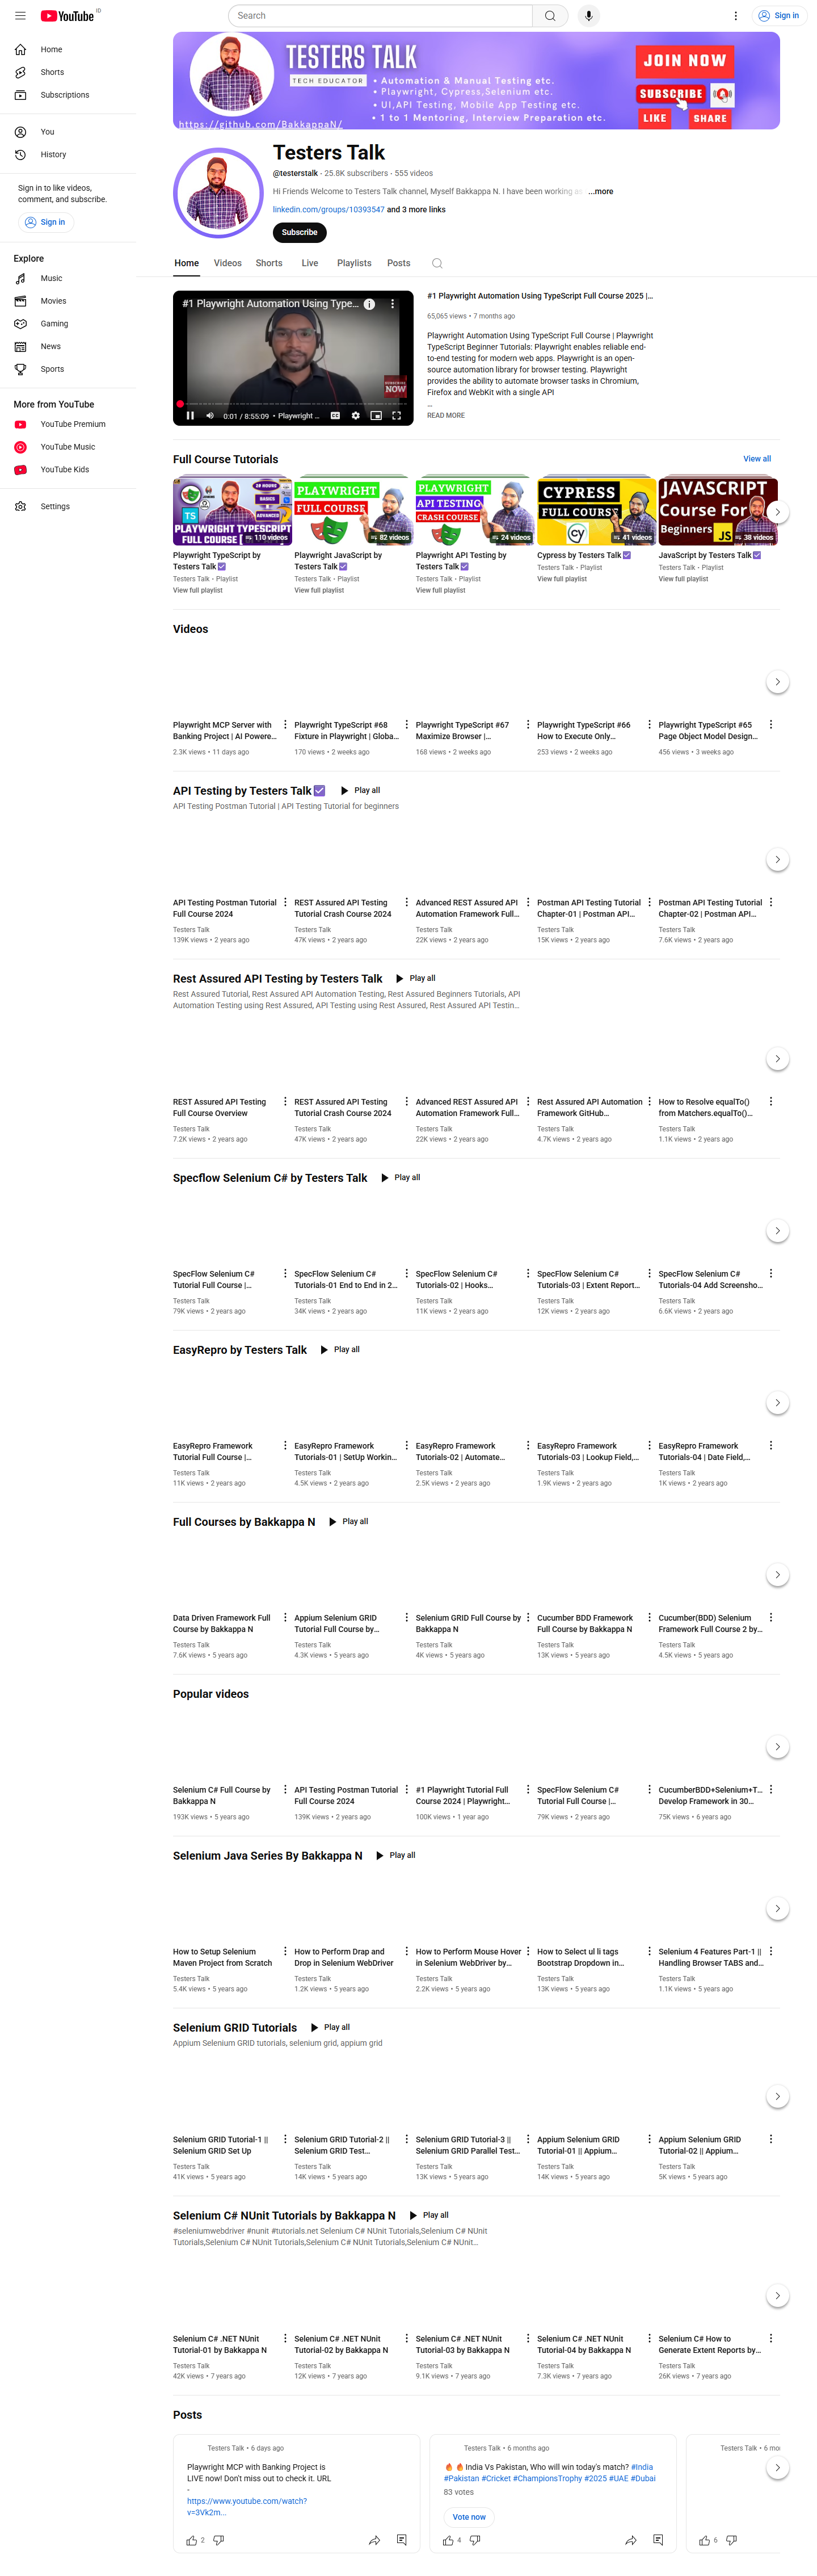 YouTube ID
Search
Sign in
Home
Shorts
Subscriptions
You
History
Sign in to like videos,
comment, and subscribe.
Sign in
Explore
Music
Movies
Gaming
News
Sports
More from YouTube
YouTube Premium
YouTube Music
YouTube Kids
Settings
TESTERS TALK
TECH EDUCATOR
• Automation & Manual Testing etc.
• Playwright, Cypress,Selenium etc.
• UI,API Testing, Mobile App Testing etc.
• 1 to 1 Mentoring, Interview Preparation etc.
https://github.com/BakkappaN/
JOIN NOW
SUBSCRIBE
LIKE
SHARE
Testers Talk
@testerstalk · 25.8K subscribers · 555 videos
Hi Friends Welcome to Testers Talk channel, Myself Bakkappa N. I have been working as ...more
linkedin.com/groups/10393547 and 3 more links
Subscribe
Home
Videos
Shorts
Live
Playlists
Posts
#1 Playwright Automation Using Type...
SUBSCRIBE NOW
0:01 / 8:55:09 • Playwright ...
#1 Playwright Automation Using TypeScript Full Course 2025 |...
65,065 views • 7 months ago
Playwright Automation Using TypeScript Full Course | Playwright
TypeScript Beginner Tutorials: Playwright enables reliable end-
to-end testing for modern web apps. Playwright is an open-
source automation library for browser testing. Playwright
provides the ability to automate browser tasks in Chromium,
Firefox and WebKit with a single API
...
READ MORE
Full Course Tutorials
View all
TS
BASICS
ADVANCED
PLAYWRIGHT TYPESCRIPT
FULL COURSE
110 videos
PLAYWRIGHT
FULL COURSE
82 videos
PLAYWRIGHT
API TESTING
CRASH COURSE
24 videos
CYPRESS
FULL COURSE
cy
41 videos
JAVASCRIPT
Course For
Beginners
JS
38 videos
Playwright TypeScript by
Testers Talk☑️
Testers Talk • Playlist
View full playlist
Playwright JavaScript by
Testers Talk☑️
Testers Talk • Playlist
View full playlist
Playwright API Testing by
Testers Talk☑️
Testers Talk • Playlist
View full playlist
Cypress by Testers Talk☑️
Testers Talk • Playlist
View full playlist
JavaScript by Testers Talk☑️
Testers Talk • Playlist
View full playlist
Videos
Playwright MCP Server with
Banking Project | AI Powere...
2.3K views • 11 days ago
Playwright TypeScript #68
Fixture in Playwright | Globa...
170 views • 2 weeks ago
Playwright TypeScript #67
Maximize Browser |...
168 views • 2 weeks ago
Playwright TypeScript #66
How to Execute Only...
253 views • 2 weeks ago
Playwright TypeScript #65
Page Object Model Design...
456 views • 3 weeks ago
API Testing by Testers Talk☑️
Play all
API Testing Postman Tutorial | API Testing Tutorial for beginners
API Testing Postman Tutorial
Full Course 2024
Testers Talk
139K views • 2 years ago
REST Assured API Testing
Tutorial Crash Course 2024
Testers Talk
47K views • 2 years ago
Advanced REST Assured API
Automation Framework Full...
Testers Talk
22K views • 2 years ago
Postman API Testing Tutorial
Chapter-01 | Postman API...
Testers Talk
15K views • 2 years ago
Postman API Testing Tutorial
Chapter-02 | Postman API...
Testers Talk
7.6K views • 2 years ago
Rest Assured API Testing by Testers Talk
Play all
Rest Assured Tutorial, Rest Assured API Automation Testing, Rest Assured Beginners Tutorials, API
Automation Testing using Rest Assured, API Testing using Rest Assured, Rest Assured API Testin...
REST Assured API Testing
Full Course Overview
Testers Talk
7.2K views • 2 years ago
REST Assured API Testing
Tutorial Crash Course 2024
Testers Talk
47K views • 2 years ago
Advanced REST Assured API
Automation Framework Full...
Testers Talk
22K views • 2 years ago
Rest Assured API Automation
Framework GitHub...
Testers Talk
4.7K views • 2 years ago
How to Resolve equalTo()
from Matchers.equalTo()...
Testers Talk
1.1K views • 2 years ago
Specflow Selenium C# by Testers Talk
Play all
SpecFlow Selenium C#
Tutorial Full Course |...
Testers Talk
79K views • 2 years ago
SpecFlow Selenium C#
Tutorials-01 End to End in 2...
Testers Talk
34K views • 2 years ago
SpecFlow Selenium C#
Tutorials-02 | Hooks...
Testers Talk
11K views • 2 years ago
SpecFlow Selenium C#
Tutorials-03 | Extent Report...
Testers Talk
12K views • 2 years ago
SpecFlow Selenium C#
Tutorials-04 Add Screensho...
Testers Talk
6.6K views • 2 years ago
EasyRepro by Testers Talk
Play all
EasyRepro Framework
Tutorial Full Course |...
Testers Talk
11K views • 2 years ago
EasyRepro Framework
Tutorials-01 | SetUp Workin...
Testers Talk
4.5K views • 2 years ago
EasyRepro Framework
Tutorials-02 | Automate...
Testers Talk
2.5K views • 2 years ago
EasyRepro Framework
Tutorials-03 | Lookup Field,...
Testers Talk
1.9K views • 2 years ago
EasyRepro Framework
Tutorials-04 | Date Field,...
Testers Talk
1K views • 2 years ago
Full Courses by Bakkappa N
Play all
Data Driven Framework Full
Course by Bakkappa N
Testers Talk
7.6K views • 5 years ago
Appium Selenium GRID
Tutorial Full Course by...
Testers Talk
4.3K views • 5 years ago
Selenium GRID Full Course by
Bakkappa N
Testers Talk
4K views • 5 years ago
Cucumber BDD Framework
Full Course by Bakkappa N
Testers Talk
13K views • 5 years ago
Cucumber(BDD) Selenium
Framework Full Course 2 by...
Testers Talk
4.5K views • 5 years ago
Popular videos
Selenium C# Full Course by
Bakkappa N
193K views • 5 years ago
API Testing Postman Tutorial
Full Course 2024
139K views • 2 years ago
#1 Playwright Tutorial Full
Course 2024 | Playwright...
100K views • 1 year ago
SpecFlow Selenium C#
Tutorial Full Course |...
79K views • 2 years ago
CucumberBDD+Selenium+T...
Develop Framework in 30...
75K views • 6 years ago
Selenium Java Series By Bakkappa N
Play all
How to Setup Selenium
Maven Project from Scratch
Testers Talk
5.4K views • 5 years ago
How to Perform Drap and
Drop in Selenium WebDriver
Testers Talk
1.2K views • 5 years ago
How to Perform Mouse Hover
in Selenium WebDriver by...
Testers Talk
2.2K views • 5 years ago
How to Select ul li tags
Bootstrap Dropdown in...
Testers Talk
13K views • 5 years ago
Selenium 4 Features Part-1 ||
Handling Browser TABS and...
Testers Talk
1.1K views • 5 years ago
Selenium GRID Tutorials
Play all
Appium Selenium GRID tutorials, selenium grid, appium grid
Selenium GRID Tutorial-1 ||
Selenium GRID Set Up
Testers Talk
41K views • 5 years ago
Selenium GRID Tutorial-2 ||
Selenium GRID Test...
Testers Talk
14K views • 5 years ago
Selenium GRID Tutorial-3 ||
Selenium GRID Parallel Test...
Testers Talk
13K views • 5 years ago
Appium Selenium GRID
Tutorial-01 || Appium...
Testers Talk
14K views • 5 years ago
Appium Selenium GRID
Tutorial-02 || Appium...
Testers Talk
5K views • 5 years ago
Selenium C# NUnit Tutorials by Bakkappa N
Play all
#seleniumwebdriver #nunit #tutorials.net Selenium C# NUnit Tutorials,Selenium C# NUnit
Tutorials,Selenium C# NUnit Tutorials,Selenium C# NUnit Tutorials,Selenium C# NUnit...
Selenium C# .NET NUnit
Tutorial-01 by Bakkappa N
Testers Talk
42K views • 7 years ago
Selenium C# .NET NUnit
Tutorial-02 by Bakkappa N
Testers Talk
12K views • 7 years ago
Selenium C# .NET NUnit
Tutorial-03 by Bakkappa N
Testers Talk
9.1K views • 7 years ago
Selenium C# .NET NUnit
Tutorial-04 by Bakkappa N
Testers Talk
7.3K views • 7 years ago
Selenium C# How to
Generate Extent Reports by...
Testers Talk
26K views • 7 years ago
Posts
Testers Talk • 6 days ago
Playwright MCP with Banking Project is
LIVE now! Don't miss out to check it. URL
-
https://www.youtube.com/watch?
v=3Vk2m...
2
Testers Talk • 6 months ago
🔥 🔥India Vs Pakistan, Who will win today's match? #India
#Pakistan #Cricket #ChampionsTrophy #2025 #UAE #Dubai
83 votes
Vote now
4
Testers Talk • 6 mo
6